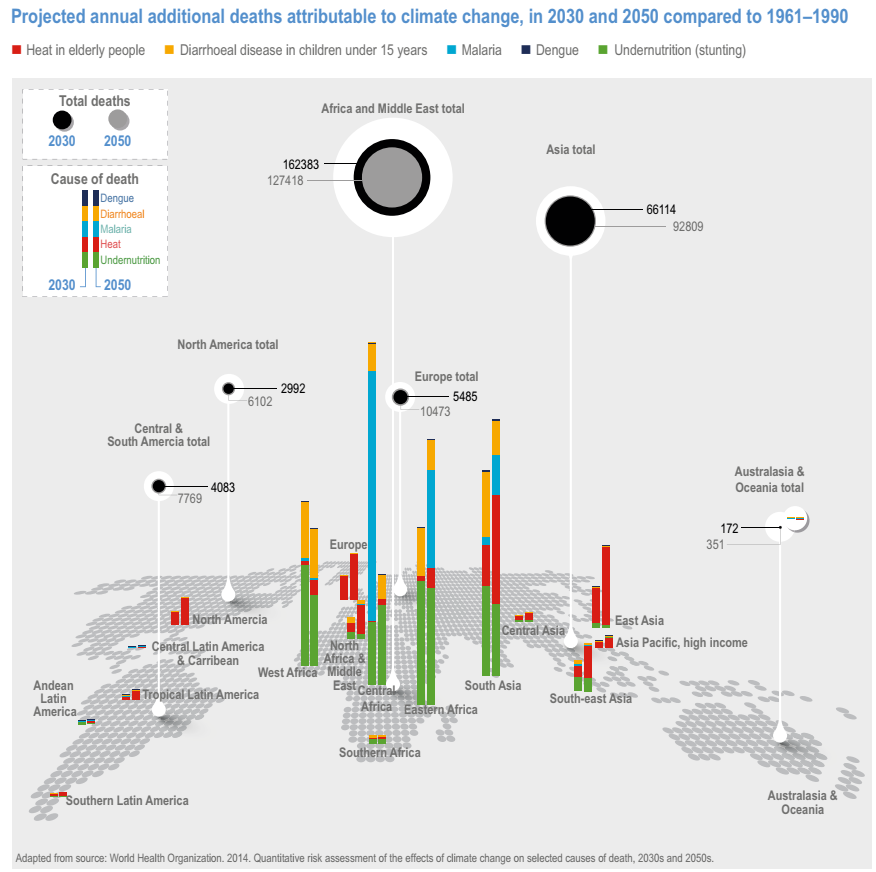 Projected annual additional deaths attributable to climate change, in 2030 and 2050 compared to 1961–1990
Heat in elderly people
Diarrhoeal disease in children under 15 years
Malaria
Dengue
Undernutrition (stunting)
Total deaths
2030
2050
Cause of death
Dengue
Diarrhoeal
Malaria
Heat
Undernutrition
2030
2050
Africa and Middle East total
162383
127418
Asia total
66114
92809
North America total
2992
6102
Europe total
5485
10473
Central &
South Amercia total
4083
7769
Australasia &
Oceania total
172
351
Europe
North Amercia
Central Latin America
& Carribean
Andean
Latin
America
Tropical Latin America
Southern Latin America
West Africa
North
Africa &
Middle
East
Central
Africa
Eastern Africa
Southern Africa
South Asia
Central Asia
East Asia
Asia Pacific, high income
South-east Asia
Australasia &
Oceania
Adapted from source: World Health Organization. 2014. Quantitative risk assessment of the effects of climate change on selected causes of death, 2030s and 2050s.